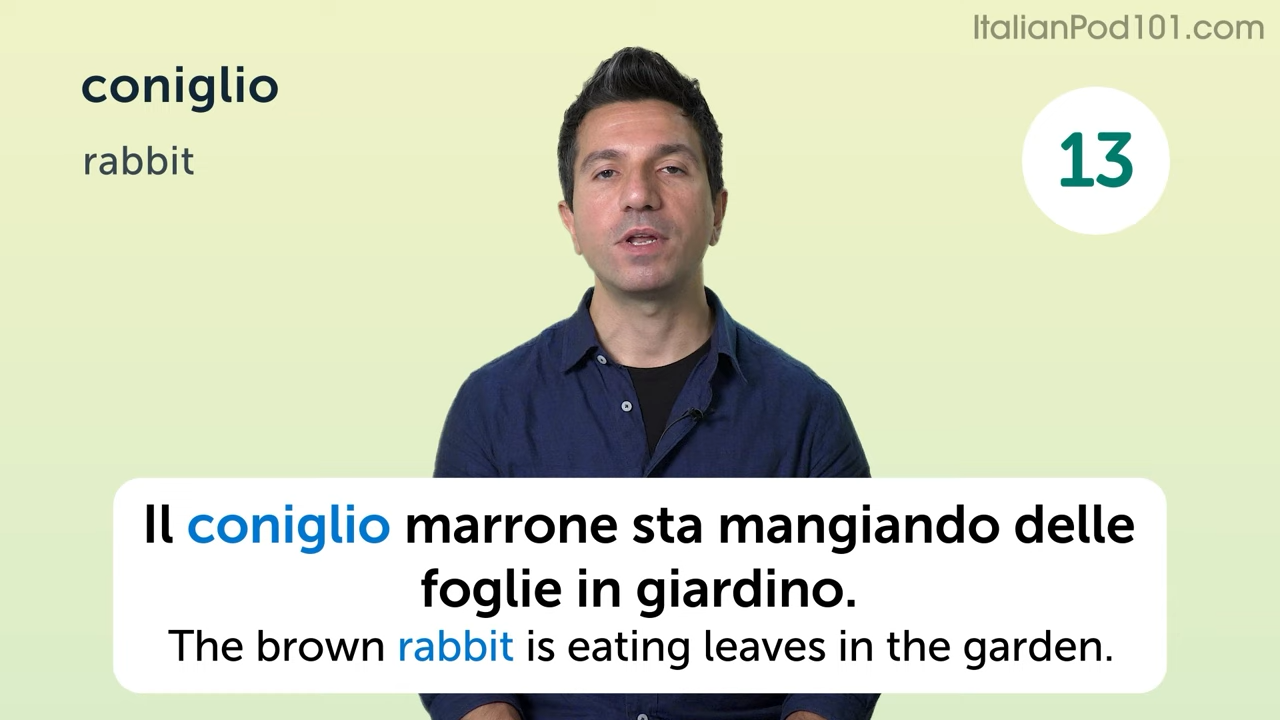 ItalianPod101.com
coniglio
rabbit
13
Il coniglio marrone sta mangiando delle
foglie in giardino.
The brown rabbit is eating leaves in the garden.